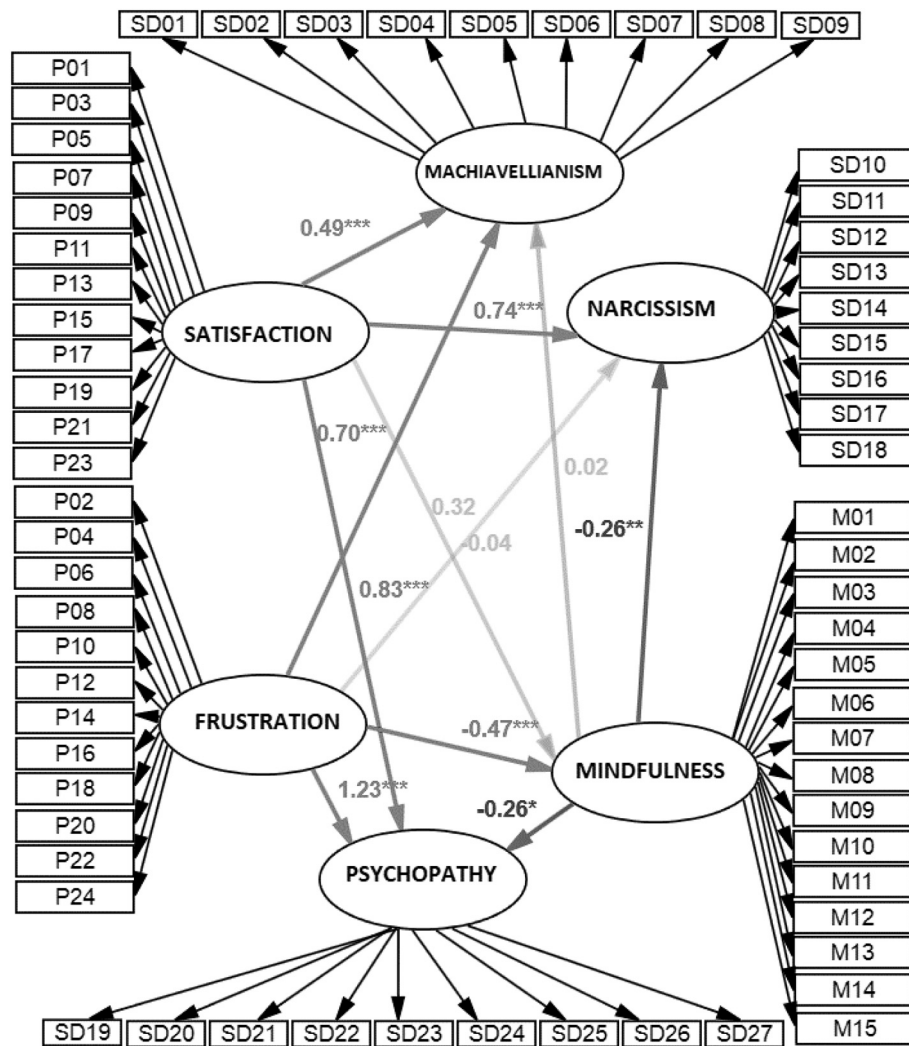 SD01 SD02 SD03 SD04 SD05 SD06 SD07 SD08 SD09
P01
P03
P05
P07
P09
P11
P13
P15
P17
P19
P21
P23
MACHIAVELLIANISM
SD10
SD11
SD12
SD13
SD14
SD15
SD16
SD17
SD18
0.49***
0.74***
NARCISSISM
SATISFACTION
0.70***
0.02
0.32
-0.04
-0.26**
0.83***
P02
P04
P06
P08
P10
P12
P14
P16
P18
P20
P22
P24
M01
M02
M03
M04
M05
M06
M07
M08
M09
M10
M11
M12
M13
M14
M15
FRUSTRATION
-0.47***
MINDFULNESS
1.23***
-0.26*
PSYCHOPATHY
SD19 SD20 SD21 SD22 SD23 SD24 SD25 SD26 SD27